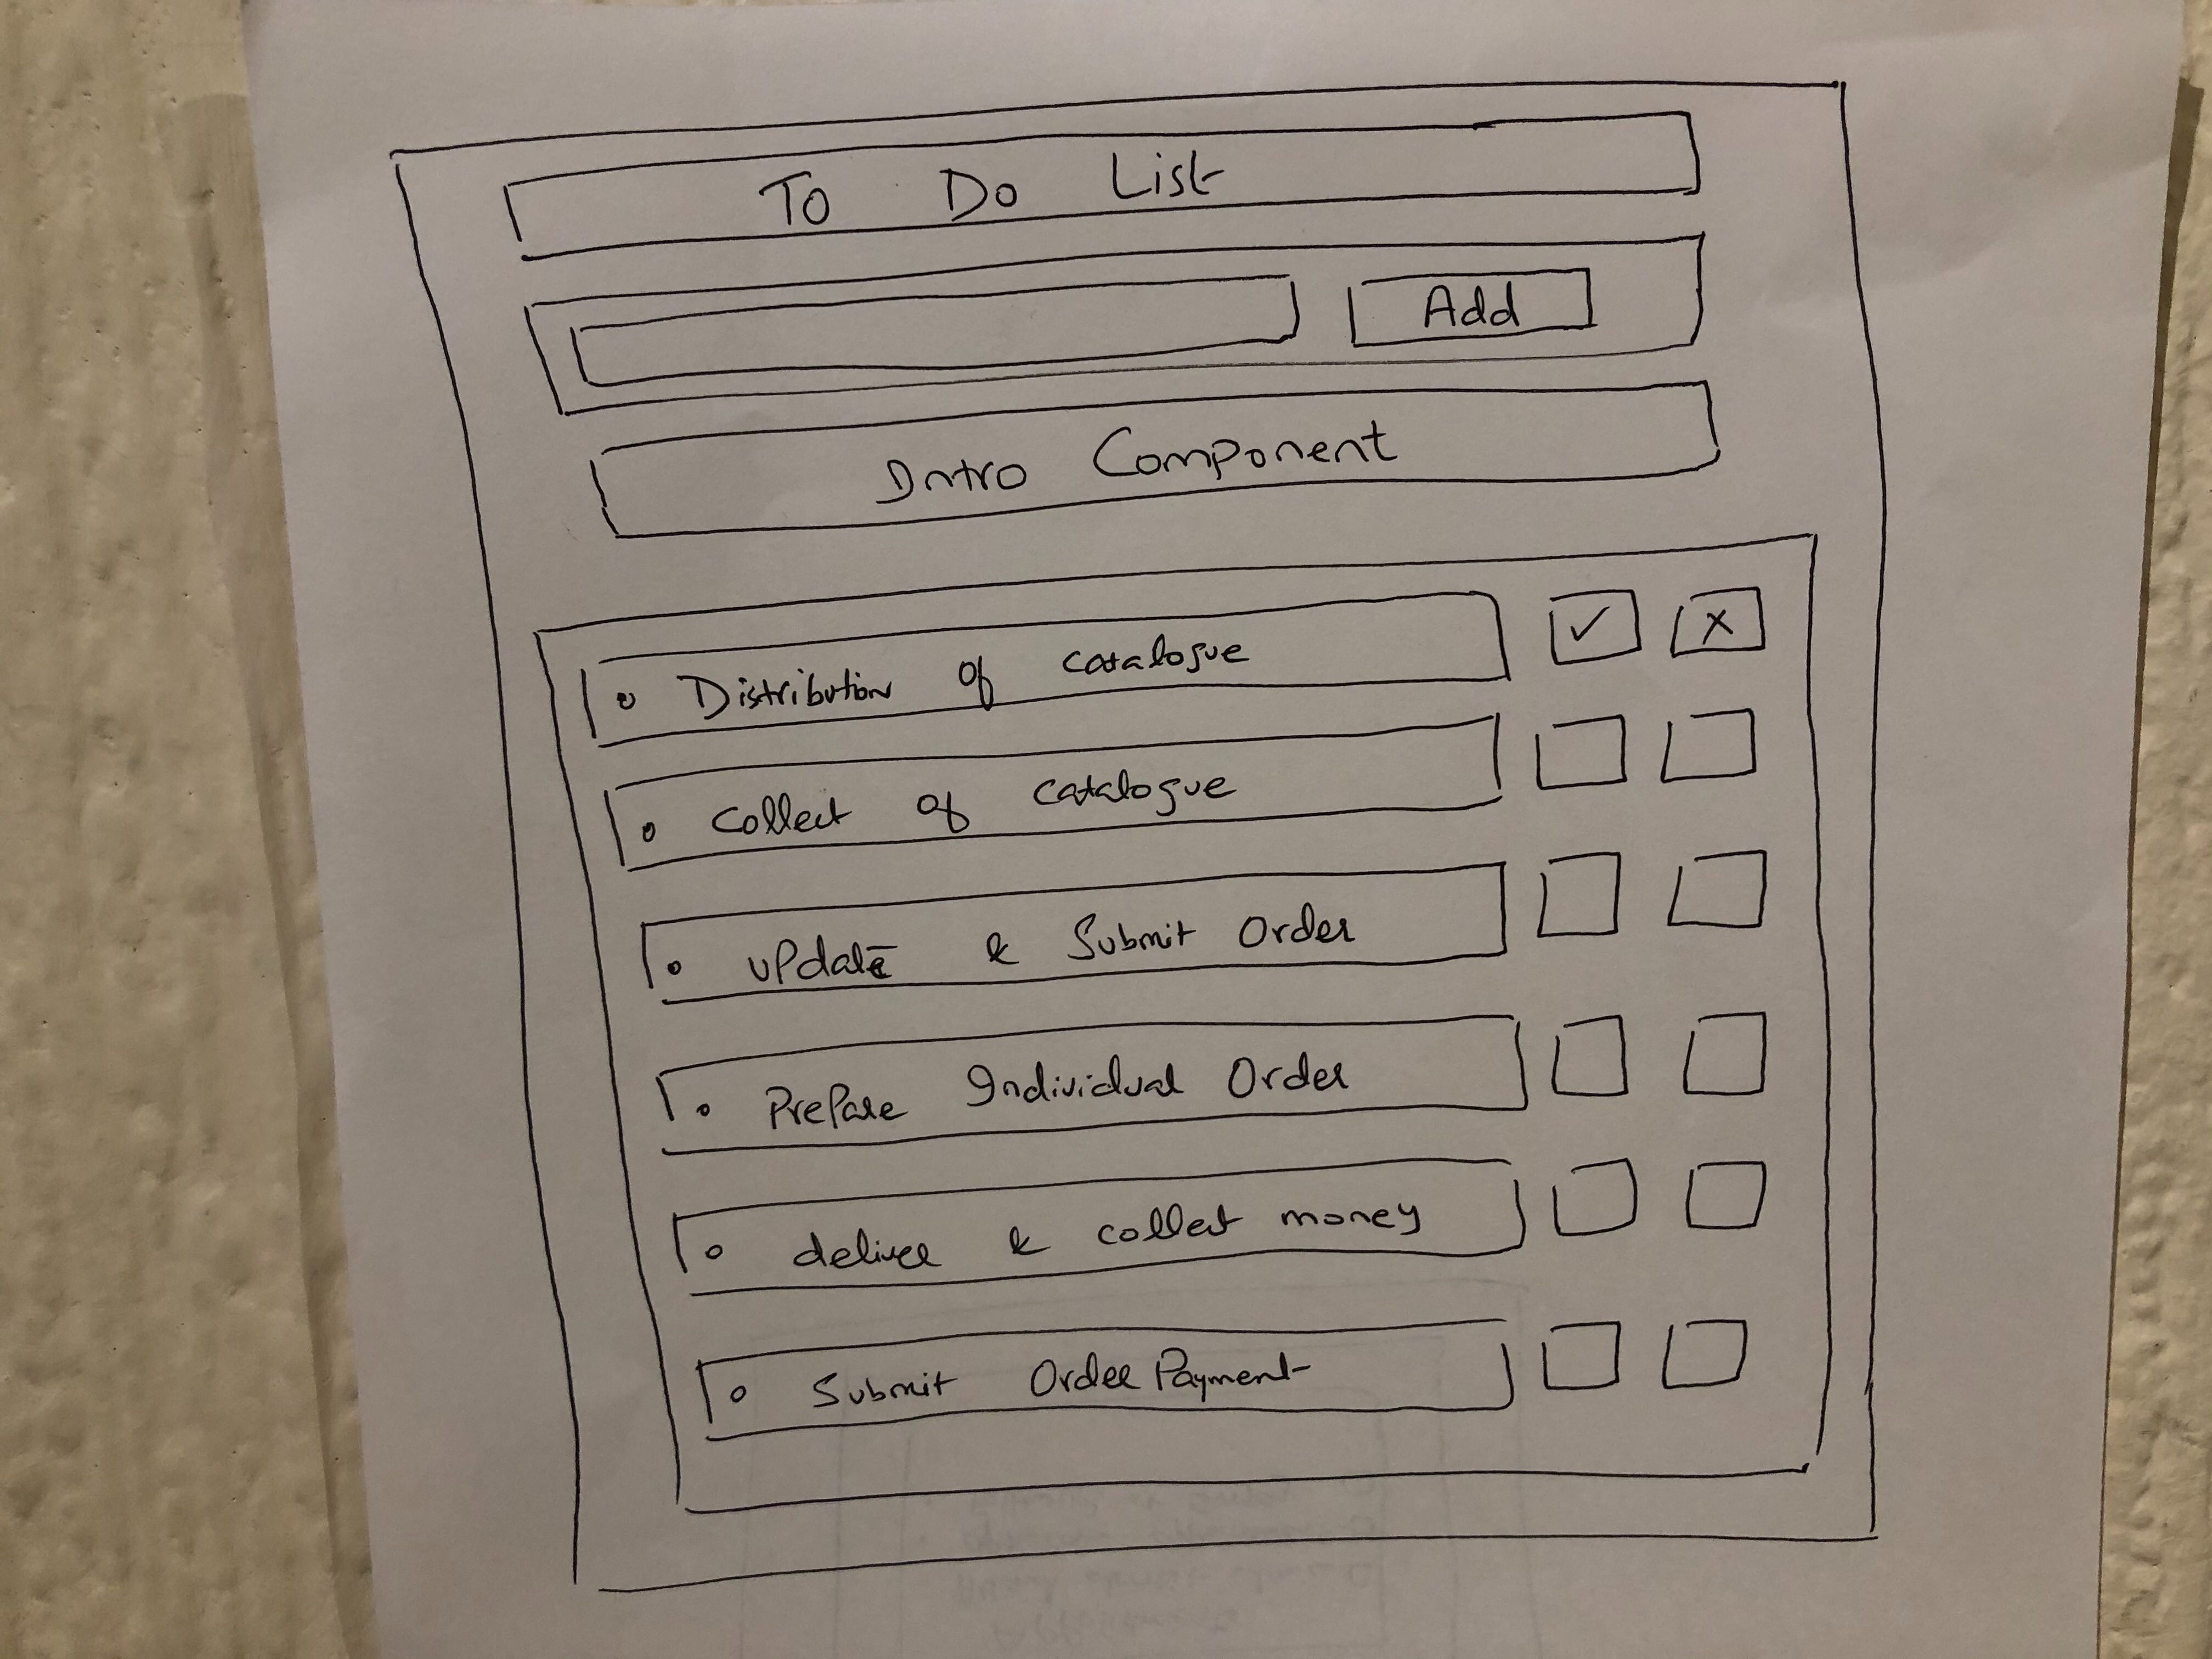 To Do List
Add
Intro Component
Distribution of catalogue ✓ x
collect of catalogue
update & Submit Order
Prepare Individual Order
deliver & collect money
Submit Order Payment